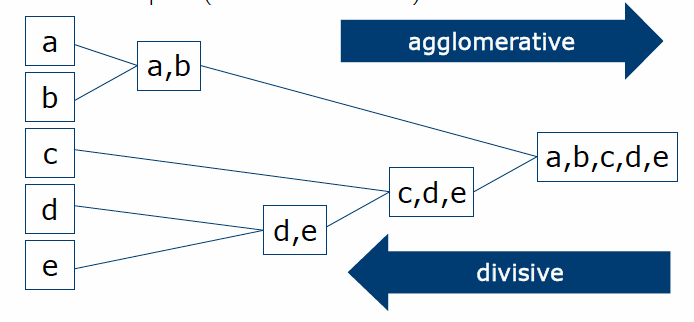 a
b
c
d
e
a,b
d,e
c,d,e
a,b,c,d,e
agglomerative
divisive